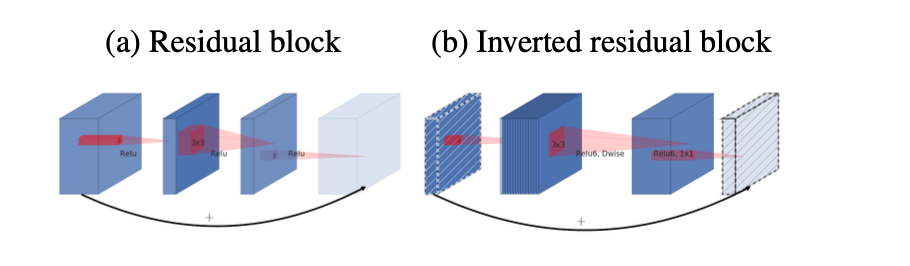 (a) Residual block
(b) Inverted residual block
Relu
3x3
Relu
Relu
+
3x3
Relu6, Dwise
Relu6, 1x1
+